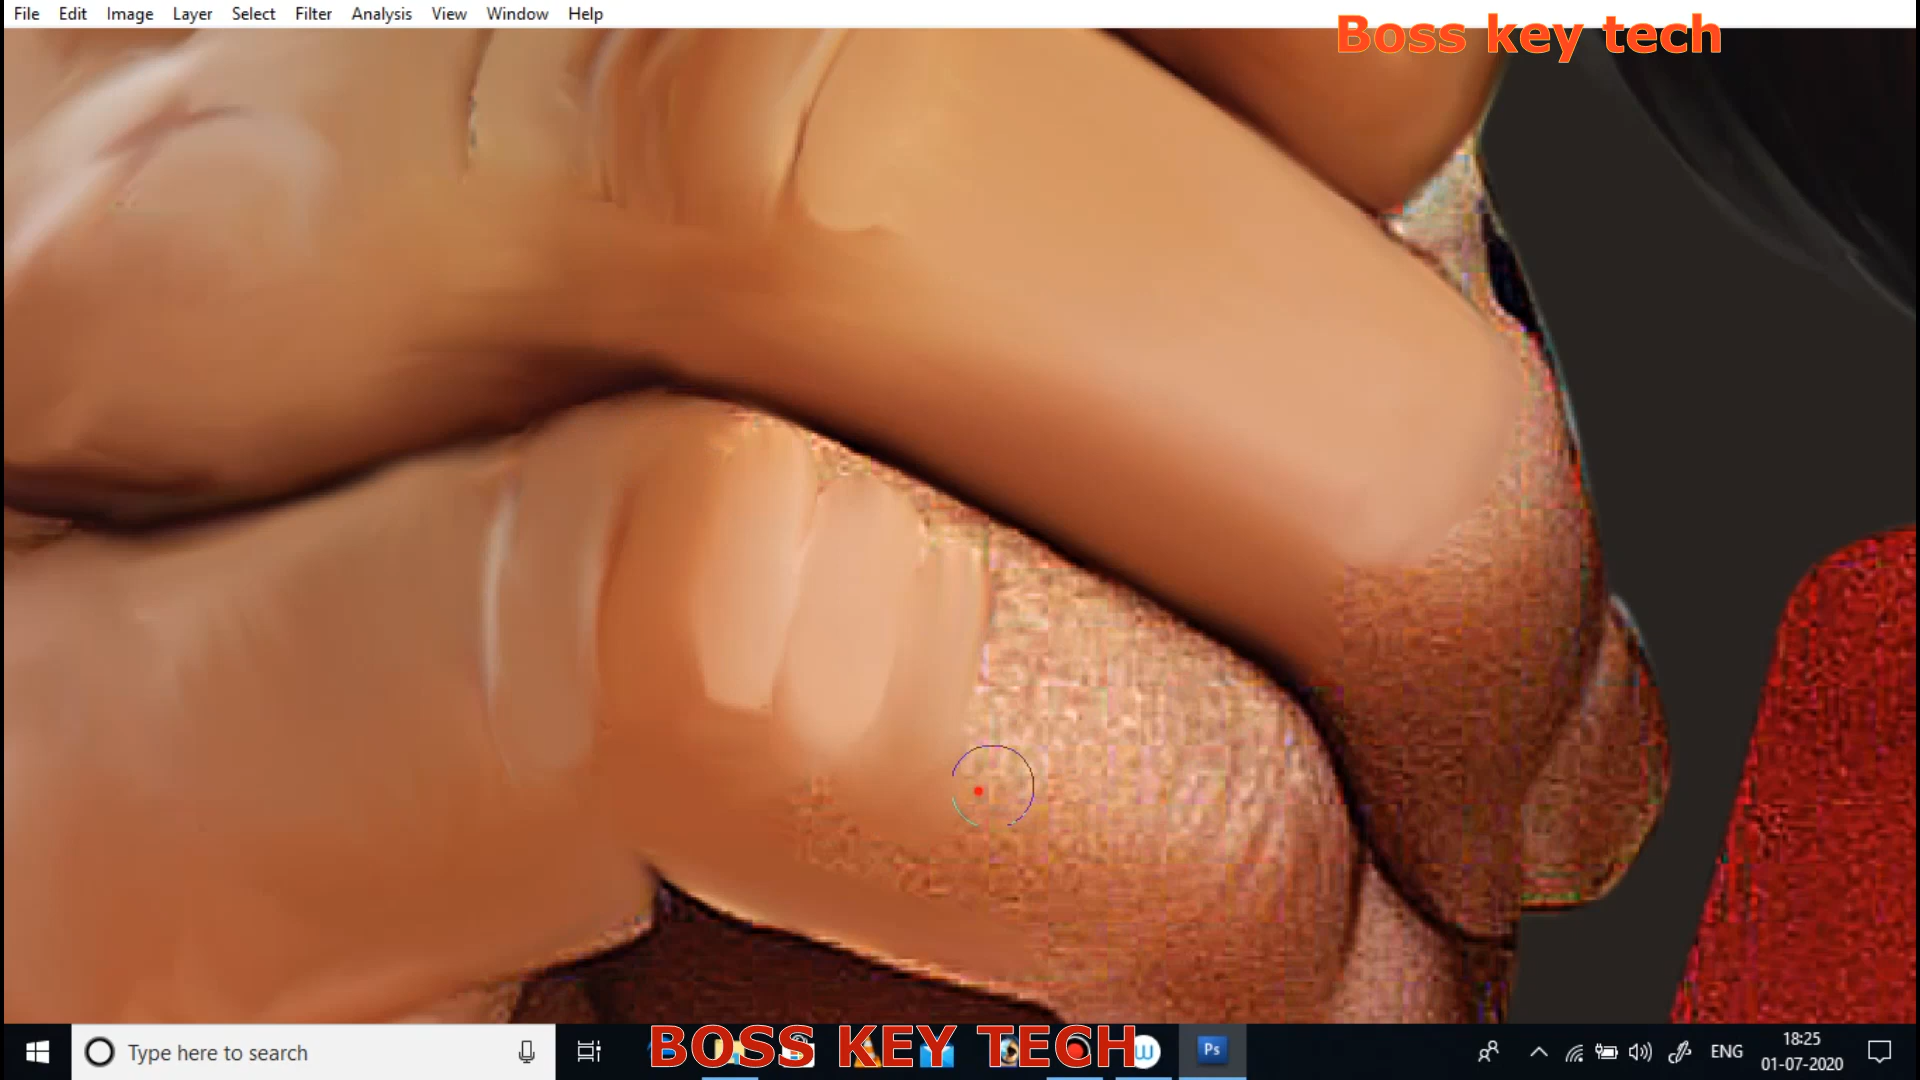 File Edit Image Layer Select Filter Analysis View Window Help
Boss key tech
Type here to search
BOSS KEY TECH
W
Ps
ENG
18:25
01-07-2020